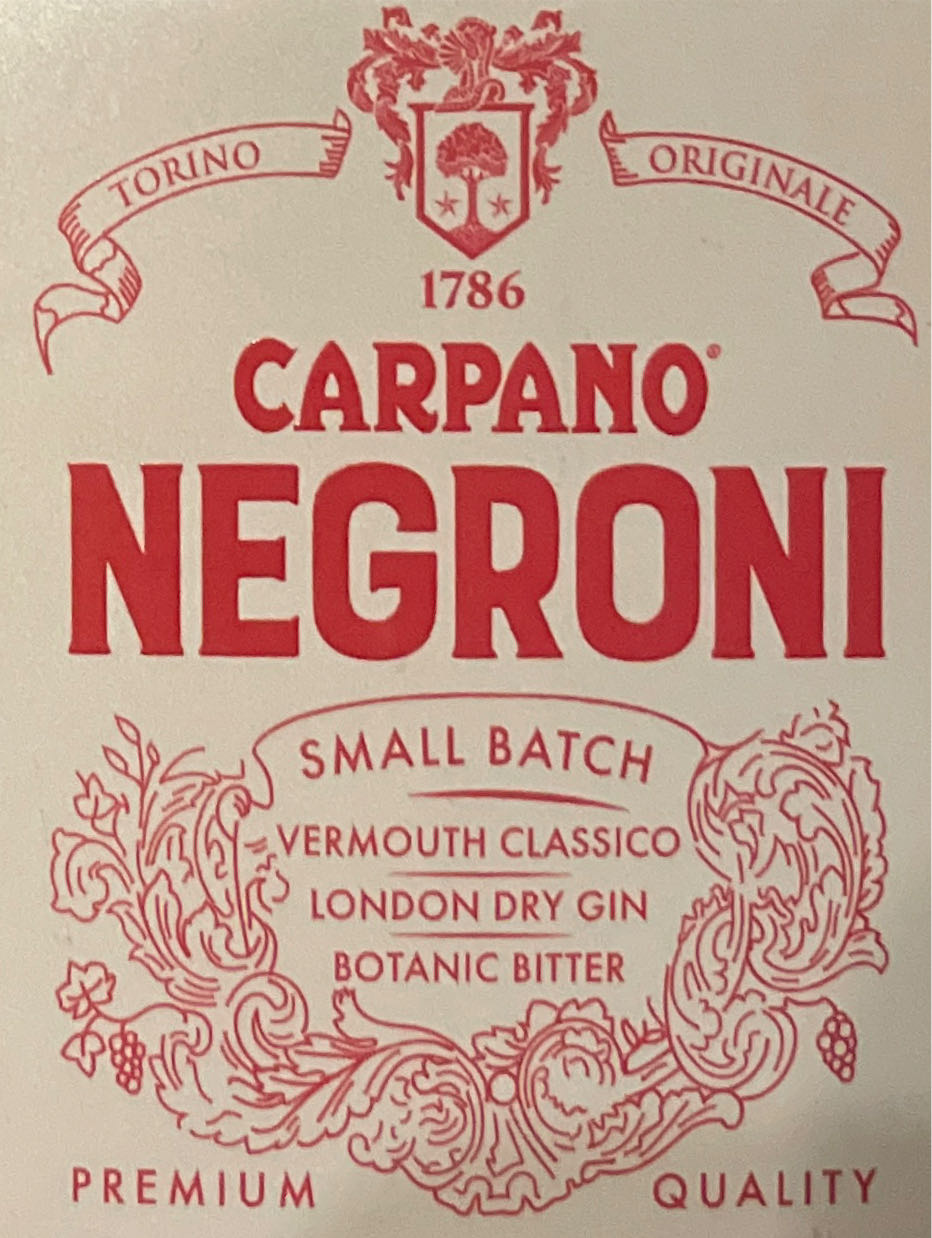 TORINO
ORIGINALE
1786
CARPANO®
NEGRONI
SMALL BATCH
VERMOUTH CLASSICO
LONDON DRY GIN
BOTANIC BITTER
PREMIUM QUALITY